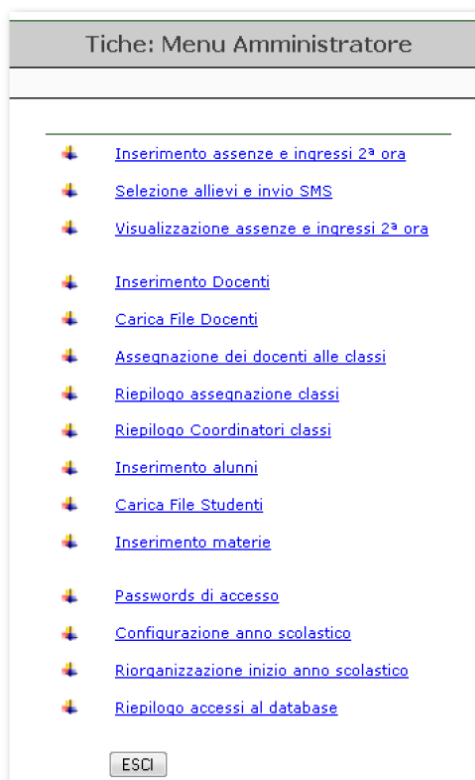 Tiche: Menu Amministratore
Inserimento assenze e ingressi 2ª ora
Selezione allievi e invio SMS
Visualizzazione assenze e ingressi 2ª ora
Inserimento Docenti
Carica File Docenti
Assegnazione dei docenti alle classi
Riepilogo assegnazione classi
Riepilogo Coordinatori classi
Inserimento alunni
Carica File Studenti
Inserimento materie
Passwords di accesso
Configurazione anno scolastico
Riorganizzazione inizio anno scolastico
Riepilogo accessi al database
ESCI